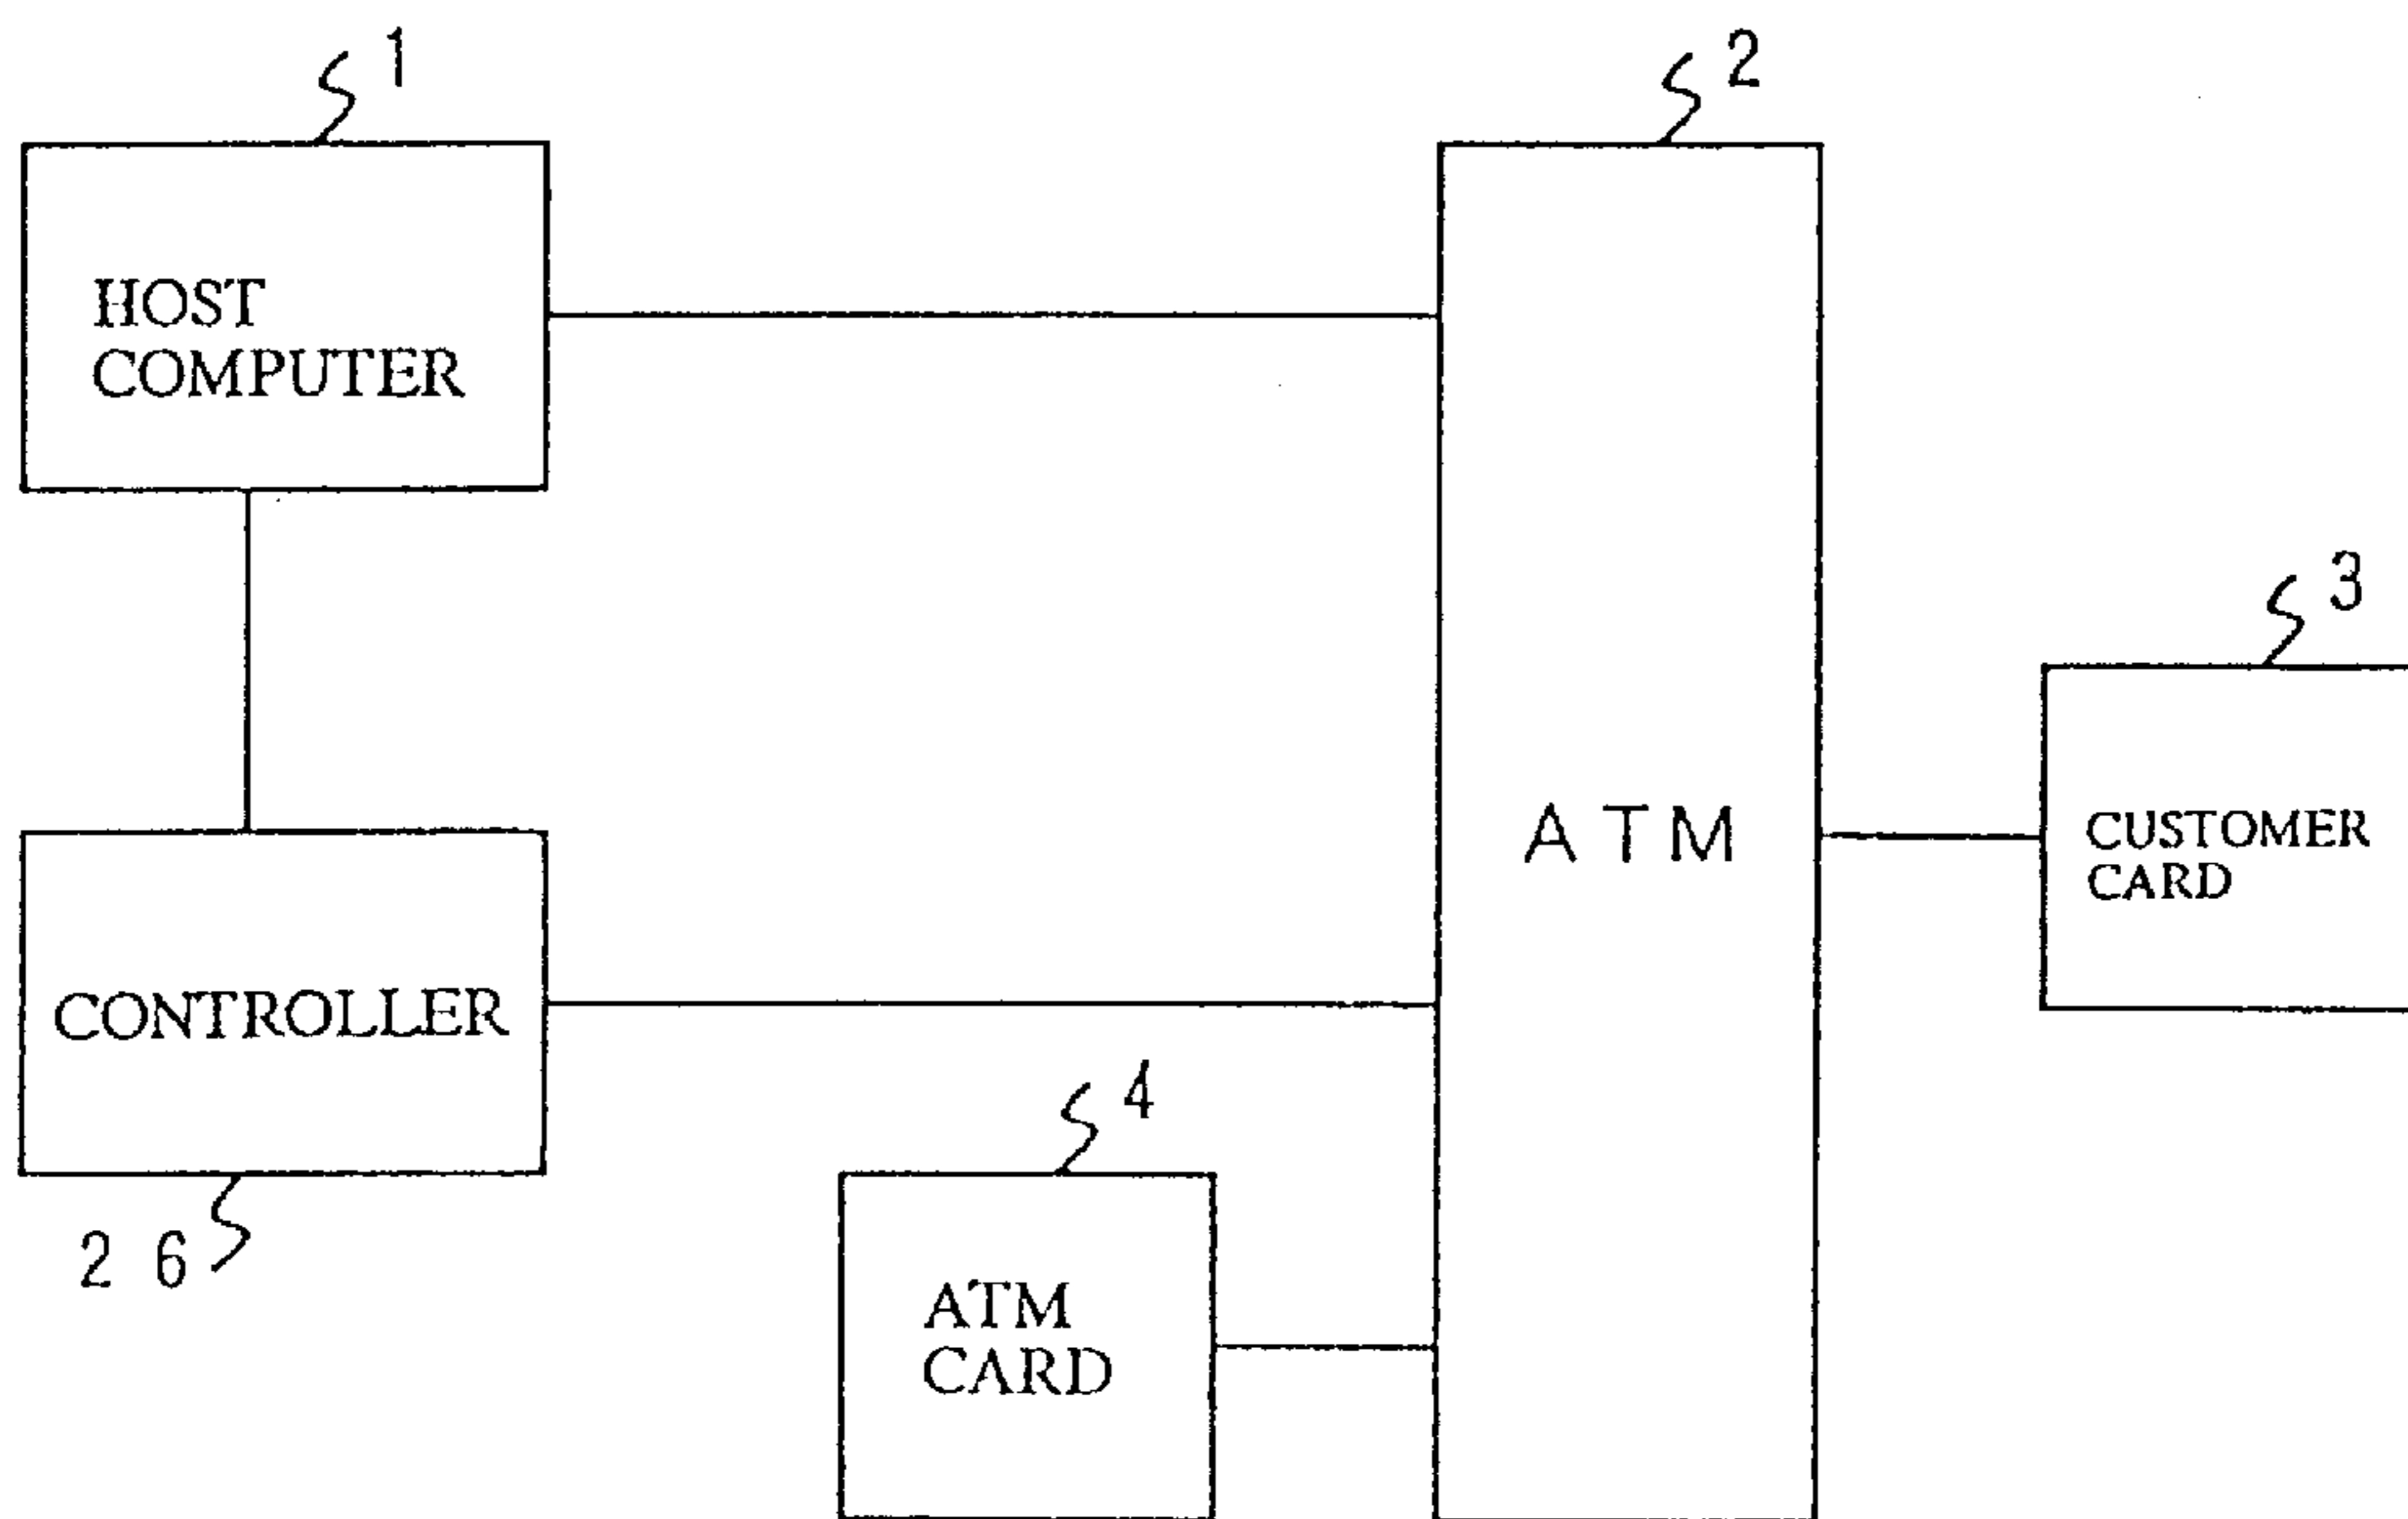 1
2
HOST
COMPUTER
3
ATM
CUSTOMER
CARD
CONTROLLER
4
26
ATM
CARD